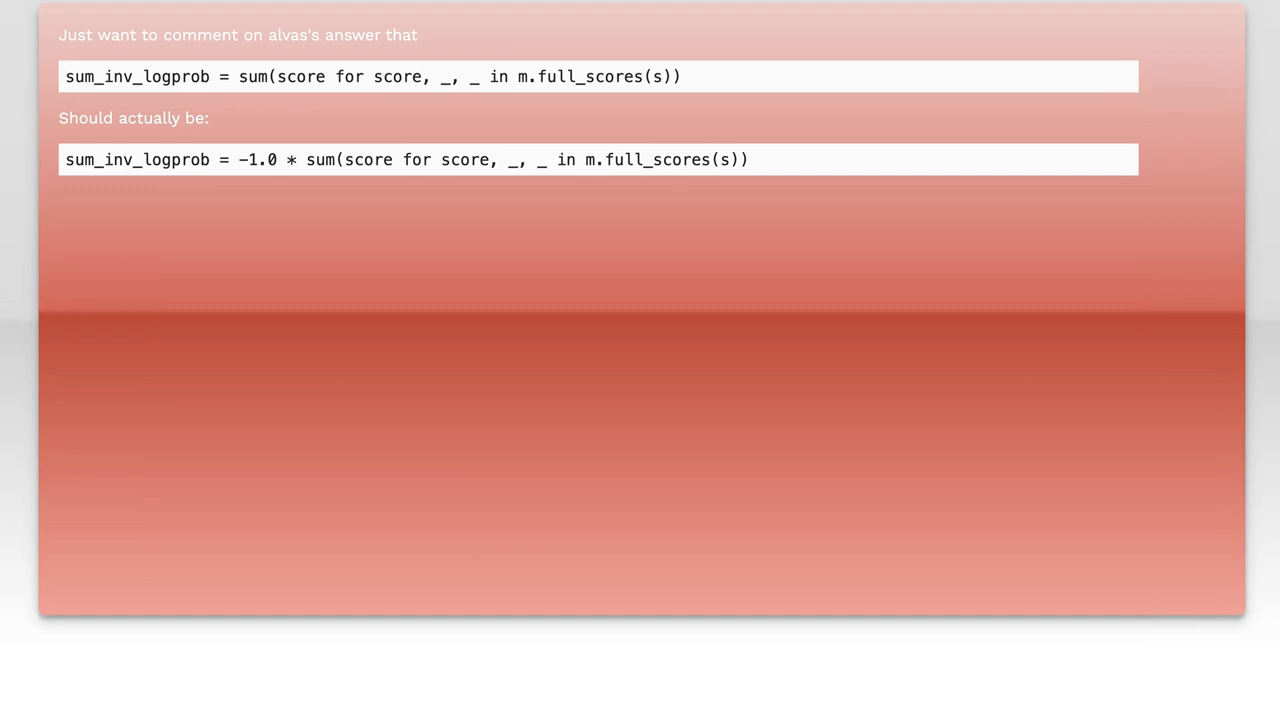 Just want to comment on alvas's answer that
sum_inv_logprob = sum(score for score, _, _ in m.full_scores(s))
Should actually be:
sum_inv_logprob = -1.0 * sum(score for score, _, _ in m.full_scores(s))